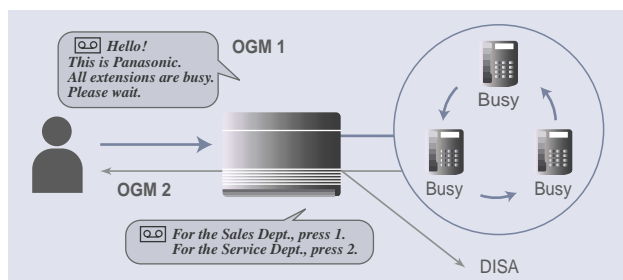 Hello!
This is Panasonic.
All extensions are busy.
Please wait.
OGM 1
Busy
Busy
Busy
OGM 2
For the Sales Dept., press 1.
For the Service Dept., press 2.
DISA